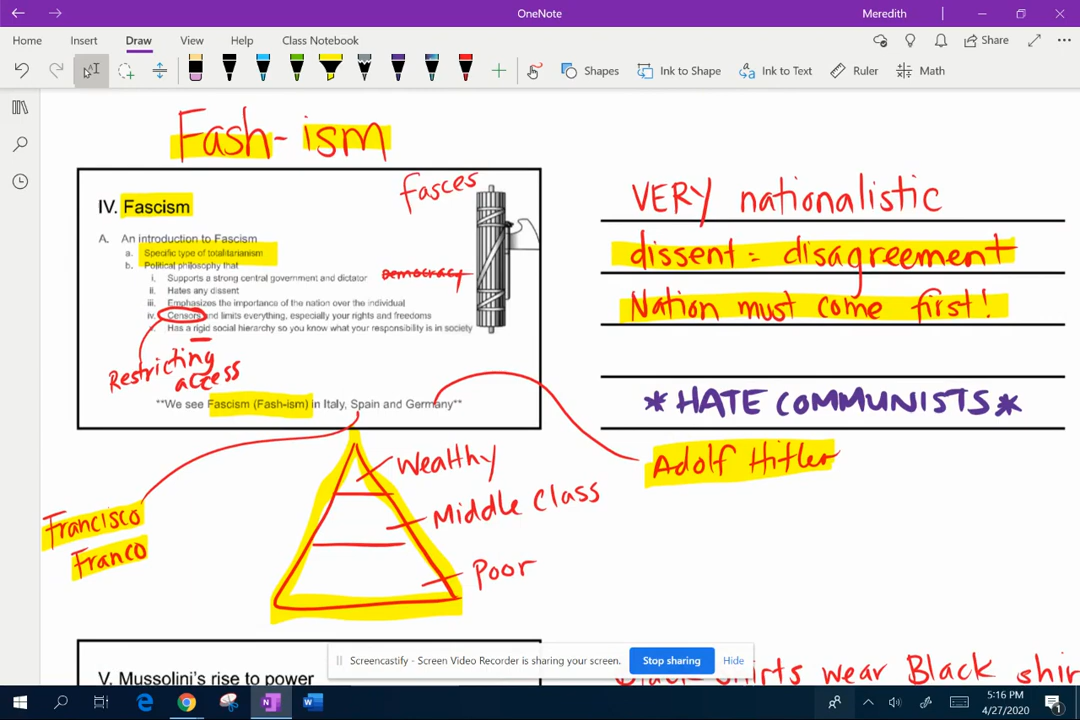 OneNote
Meredith
Home Insert Draw View Help Class Notebook
Share
Shapes Ink to Shape Ink to Text Ruler Math
Fash-ism
IV. Fascism
fasces
A. An introduction to Fascism
a. Specific type of totalitarianism
b. Political philosophy that
Democracy
i. Supports a strong central government and dictator
ii. Hates any dissent
iii. Emphasizes the importance of the nation over the individual
iv. Censors and limits everything, especially your rights and freedoms
Has a rigid social hierarchy so you know what your responsibility is in society
Restricting
access
**We see Fascism (Fash-ism) in Italy, Spain and Germany**
VERY nationalistic
dissent = disagreement
Nation must come first!
*HATE COMMUNISTS*
Adolf Hitler
Wealthy
Middle Class
Poor
Francisco
Franco
V. Mussolini's rise to power
Screencastify - Screen Video Recorder is sharing your screen.
Stop sharing
Hide
wear Black
5:16 PM
4/27/2020
1